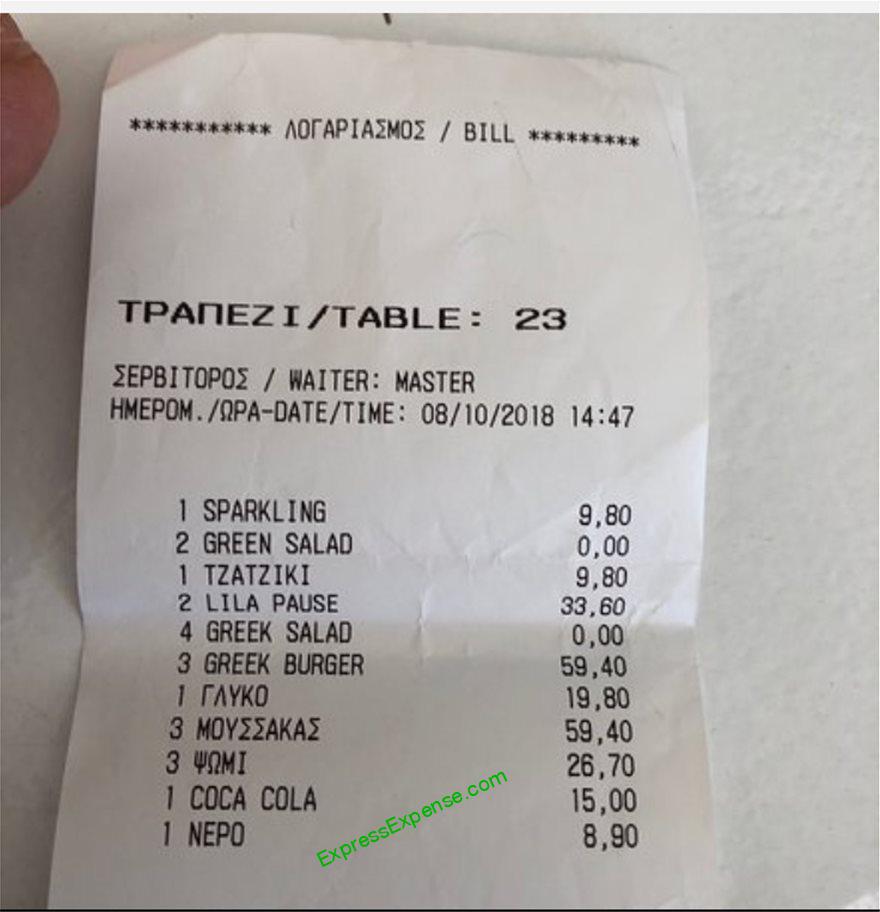 *********** ΛΟΓΑΡΙΑΣΜΟΣ / BILL *********
ΤΡΑΠΕΖΙ/TABLE: 23
ΣΕΡΒΙΤΟΡΟΣ / WAITER: MASTER
ΗΜΕΡΟΜ./ΩΡΑ-DATE/TIME: 08/10/2018 14:47
1 SPARKLING 9,80
2 GREEN SALAD 0,00
1 TZATZIKI 9,80
2 LILA PAUSE 33,60
4 GREEK SALAD 0,00
3 GREEK BURGER 59,40
1 ΓΛΥΚΟ 19,80
3 ΜΟΥΣΣΑΚΑΣ 59,40
3 ΨΩΜΙ 26,70
1 COCA COLA 15,00
1 ΝΕΡΟ 8,90
ExpressExpense.com